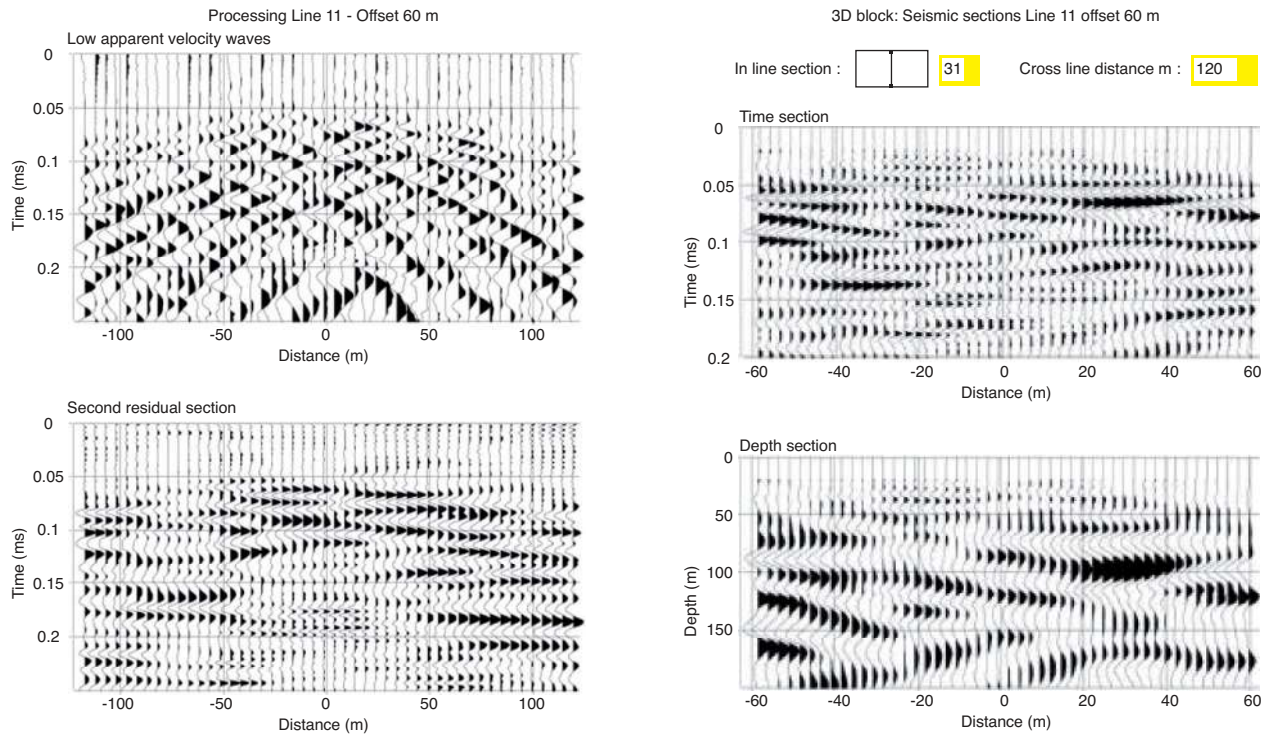 Processing Line 11 - Offset 60 m
Low apparent velocity waves
0
0.05
0.1
0.15
0.2
Time (ms)
-100 -50 0 50 100
Distance (m)
Second residual section
0
0.05
0.1
0.15
0.2
Time (ms)
-100 -50 0 50 100
Distance (m)
3D block: Seismic sections Line 11 offset 60 m
In line section : 31 Cross line distance m : 120
Time section
0
0.05
0.1
0.15
0.2
Time (ms)
-60 -40 -20 0 20 40 60
Distance (m)
Depth section
0
50
100
150
Depth (m)
-60 -40 -20 0 20 40 60
Distance (m)